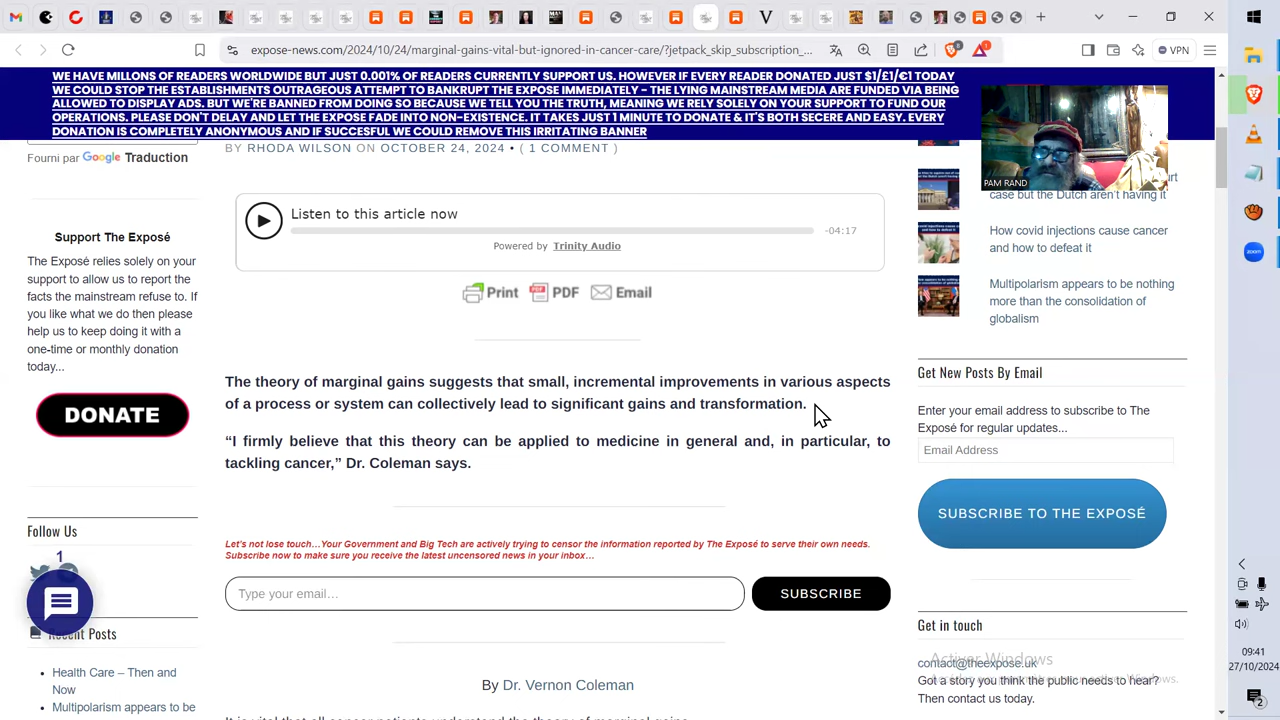 expose-news.com/2024/10/24/marginal-gains-vital-but-ignored-in-cancer-care/?jetpack_skip_subscription_...
VPN
WE HAVE MILLONS OF READERS WORLDWIDE BUT JUST 0.001% OF READERS CURRENTLY SUPPORT US. HOWEVER IF EVERY READER DONATED JUST $1/£1/€1 TODAY
WE COULD STOP THE ESTABLISHMENTS OUTRAGEOUS ATTEMPT TO BANKRUPT THE EXPOSE IMMEDIATELY - THE LYING MAINSTREAM MEDIA ARE FUNDED VIA BEING
ALLOWED TO DISPLAY ADS. BUT WE'RE BANNED FROM DOING SO BECAUSE WE TELL YOU THE TRUTH, MEANING WE RELY SOLELY ON YOUR SUPPORT TO FUND OUR
OPERATIONS. PLEASE DON'T DELAY AND LET THE EXPOSE FADE INTO NON-EXISTENCE. IT TAKES JUST 1 MINUTE TO DONATE & IT'S BOTH SECERE AND EASY. EVERY
DONATION IS COMPLETELY ANONYMOUS AND IF SUCCESFUL WE COULD REMOVE THIS IRRITATING BANNER
PAM RAND
Fourni par Google Traduction
Support The Exposé
The Exposé relies solely on your
support to allow us to report the
facts the mainstream refuse to. If
you like what we do then please
help us to keep doing it with a
one-time or monthly donation
today...
DONATE
Follow Us
1
Recent Posts
Health Care – Then and
Now
Multipolarism appears to be
BY RHODA WILSON ON OCTOBER 24, 2024 • ( 1 COMMENT )
Listen to this article now
-04:17
Powered by Trinity Audio
Print PDF Email
The theory of marginal gains suggests that small, incremental improvements in various aspects
of a process or system can collectively lead to significant gains and transformation.
“I firmly believe that this theory can be applied to medicine in general and, in particular, to
tackling cancer,” Dr. Coleman says.
Let's not lose touch…Your Government and Big Tech are actively trying to censor the information reported by The Exposé to serve their own needs.
Subscribe now to make sure you receive the latest uncensored news in your inbox…
Type your email…
SUBSCRIBE
By Dr. Vernon Coleman
It is vital that all cancer patients understand the theory of marginal gains
case but the Dutch aren't having it
How covid injections cause cancer
and how to defeat it
Multipolarism appears to be nothing
more than the consolidation of
globalism
Get New Posts By Email
Enter your email address to subscribe to The
Exposé for regular updates...
Email Address
SUBSCRIBE TO THE EXPOSÉ
Get in touch
contact@theexpose.uk
Got a story you think the public needs to hear?
Then contact us today.
Activer Windows
zoom
09:41
27/10/2024
2